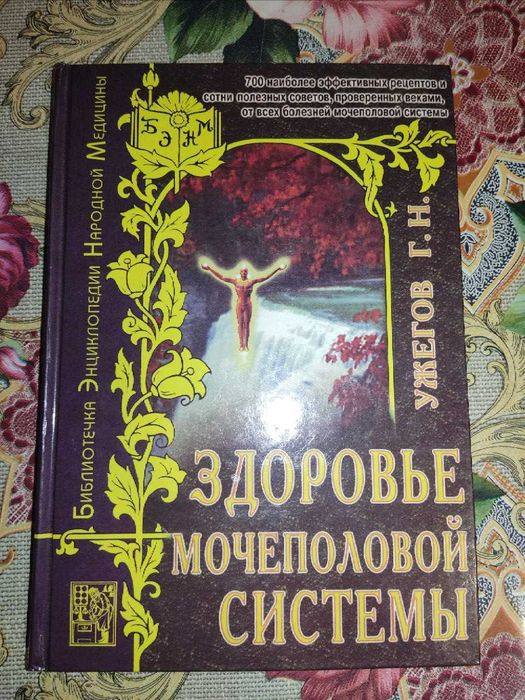 700 наиболее эффективных рецептов и
сотни полезных советов, проверенных веками,
от всех болезней мочеполовой системы
БЭНМ
Библиотечка Энциклопедии Народной Медицины
УЖЕГОВ Г. Н.
ЗДОРОВЬЕ
МОЧЕПОЛОВОЙ
СИСТЕМЫ